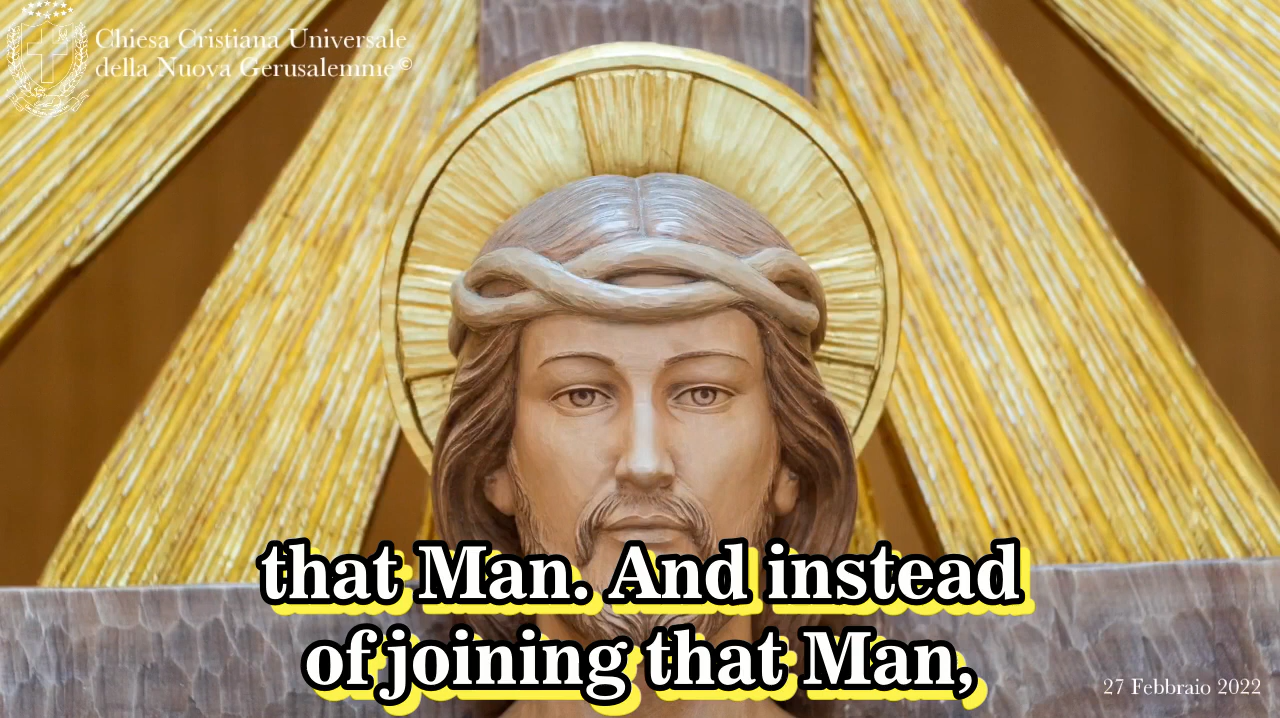 Chiesa Cristiana Universale
della Nuova Gerusalemme©
that Man. And instead
of joining that Man,
27 Febbraio 2022